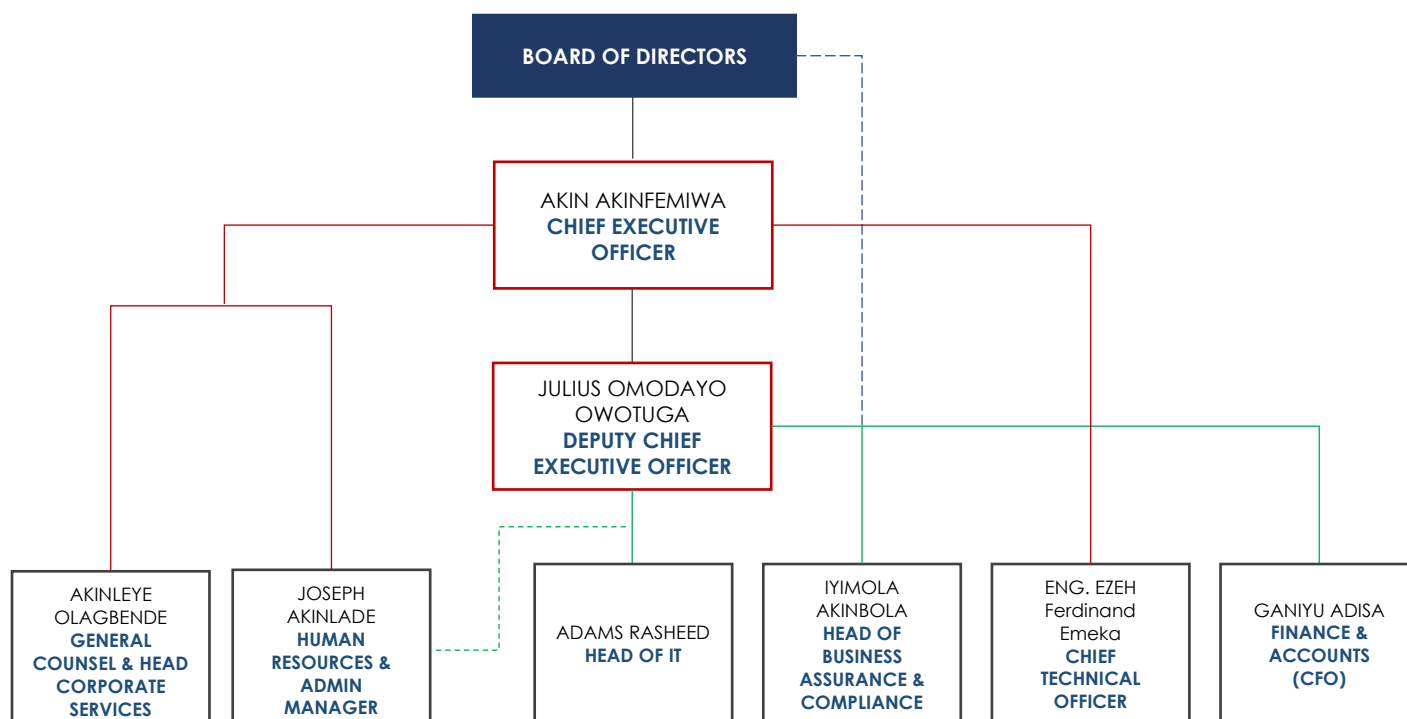 BOARD OF DIRECTORS
AKIN AKINFEMIWA
CHIEF EXECUTIVE
OFFICER
JULIUS OMODAYO
OWOTUGA
DEPUTY CHIEF
EXECUTIVE OFFICER
AKINLEYE
OLAGBENDE
GENERAL
COUNSEL & HEAD
CORPORATE
SERVICES
JOSEPH
AKINLADE
HUMAN
RESOURCES &
ADMIN
MANAGER
ADAMS RASHEED
HEAD OF IT
IYIMOLA
AKINBOLA
HEAD OF
BUSINESS
ASSURANCE &
COMPLIANCE
ENG. EZEH
Ferdinand
Emeka
CHIEF
TECHNICAL
OFFICER
GANIYU ADISA
FINANCE &
ACCOUNTS
(CFO)